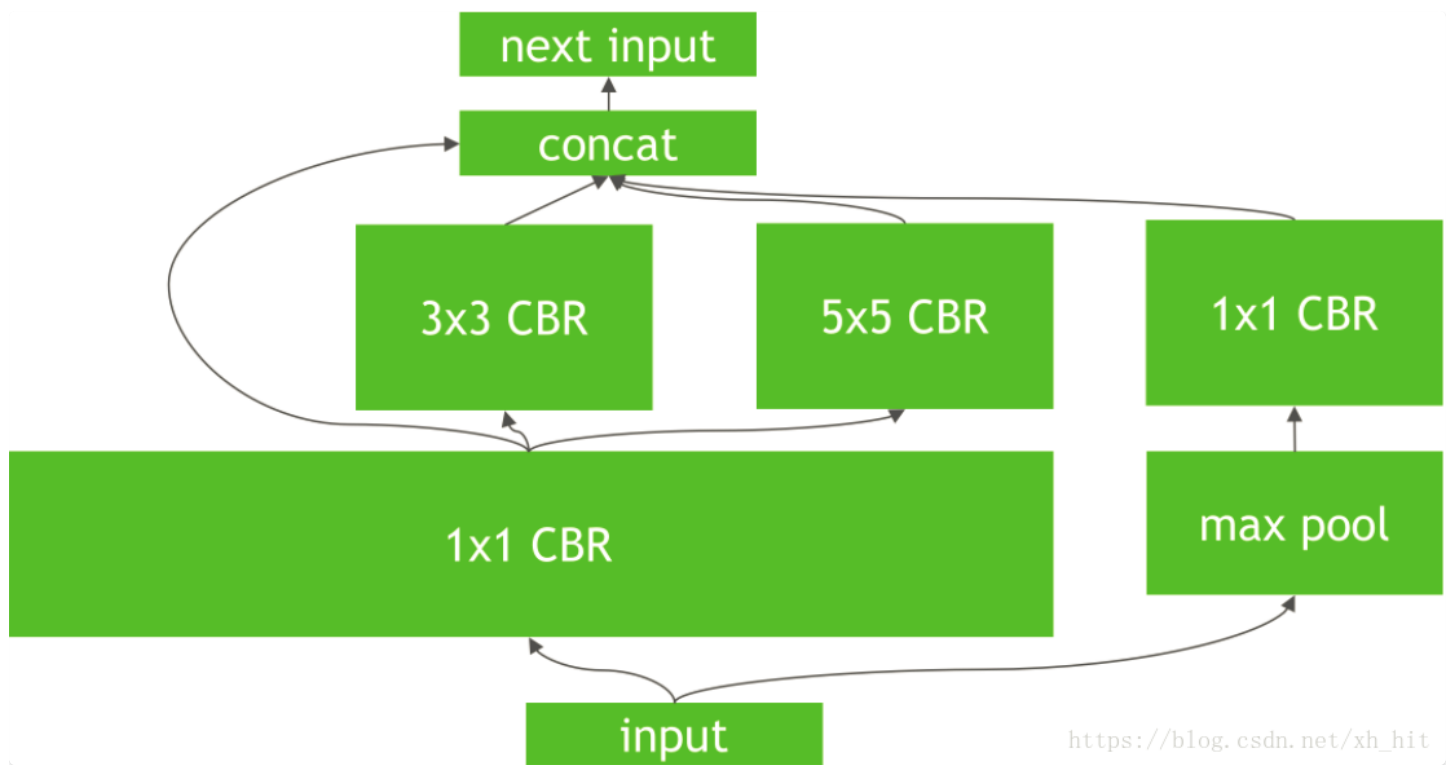 next input
concat
3x3 CBR
5x5 CBR
1x1 CBR
1x1 CBR
max pool
input
https://blog.csdn.net/xh_hit